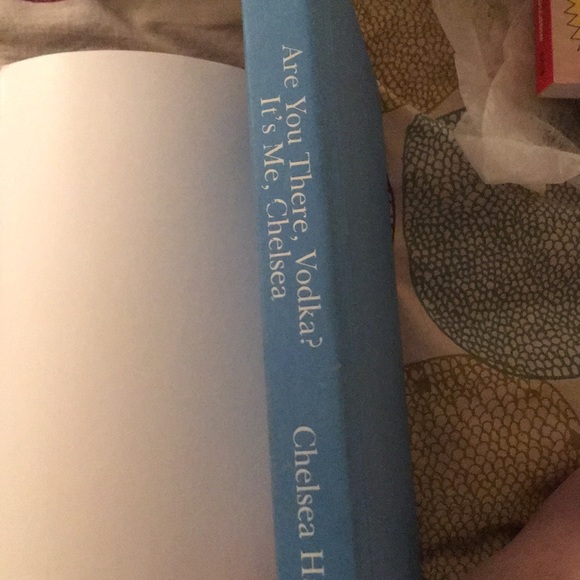 Are You There, Vodka?
It's Me, Chelsea
Chelsea H